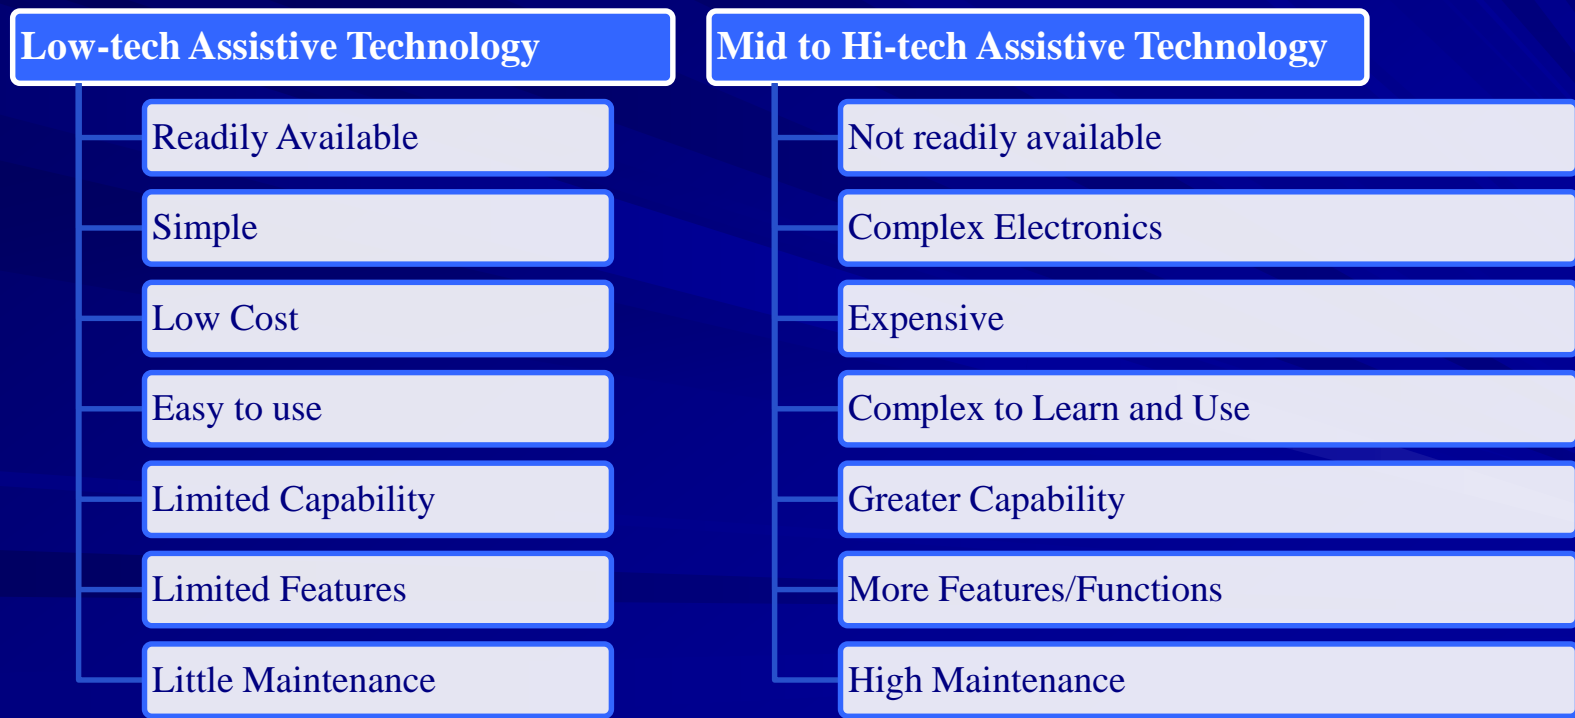 Low-tech Assistive Technology
Readily Available
Simple
Low Cost
Easy to use
Limited Capability
Limited Features
Little Maintenance
Mid to Hi-tech Assistive Technology
Not readily available
Complex Electronics
Expensive
Complex to Learn and Use
Greater Capability
More Features/Functions
High Maintenance